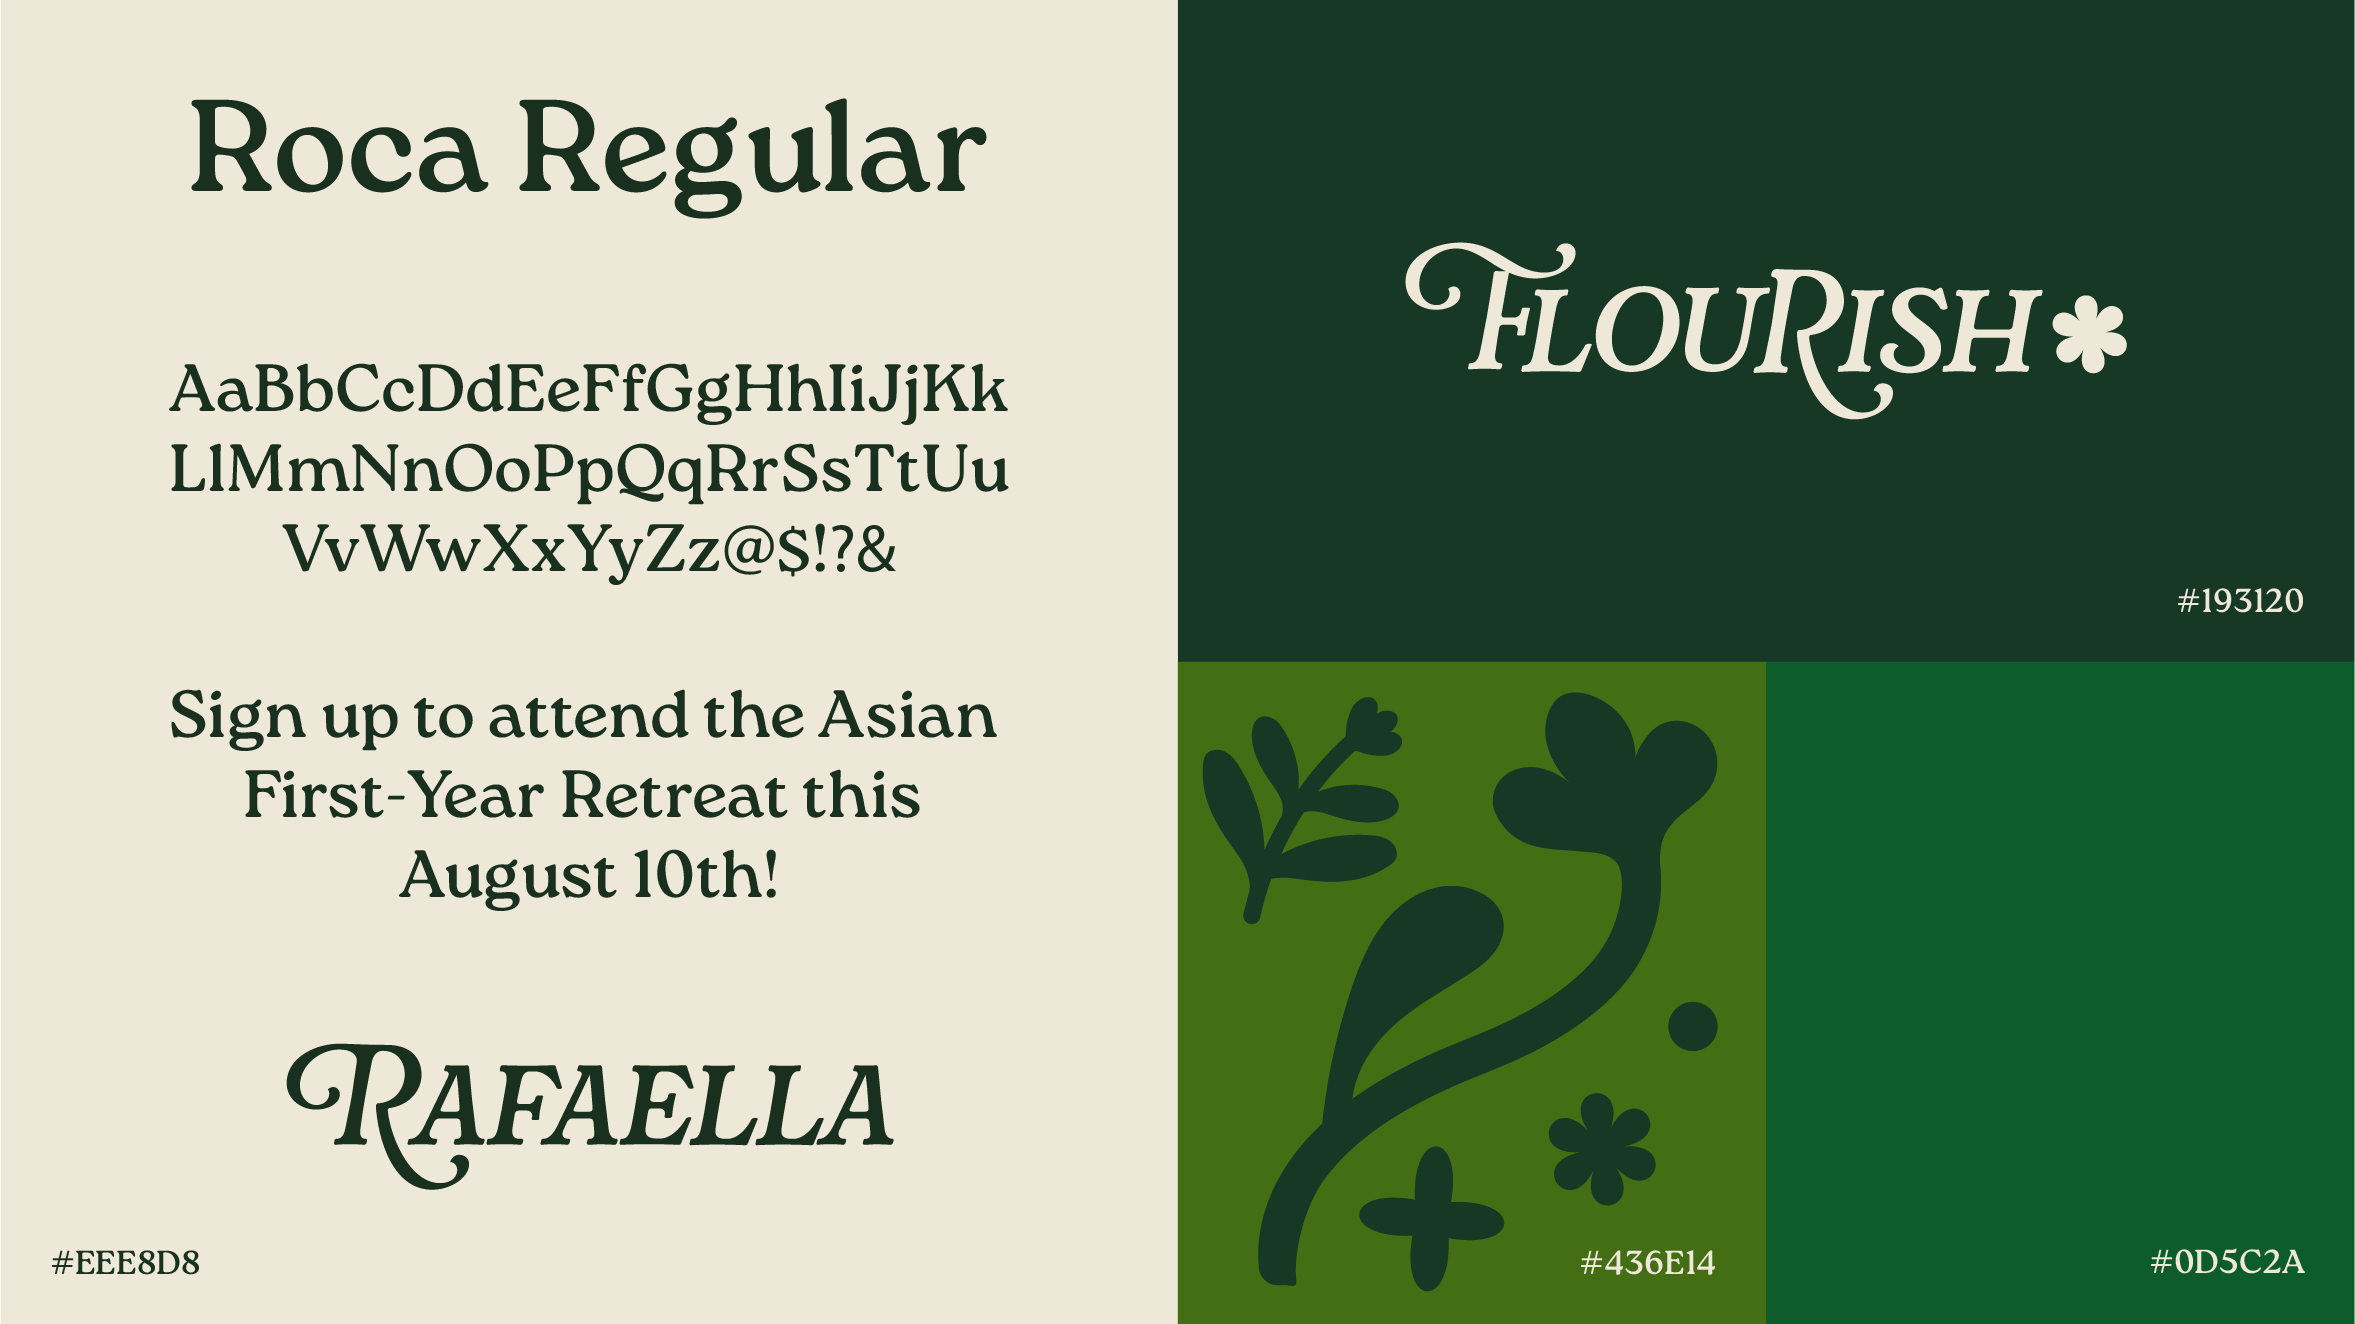 Roca Regular
AaBbCcDdEeFfGgHhIiJjKk
LlMmNnOoPpQqRrSsTtUu
VvWwXxYyZz@$!?&
Sign up to attend the Asian
First-Year Retreat this
August 10th!
RAFAELLA
#EEE8D8
FLOURISH
#193120
#436E14
#0D5C2A